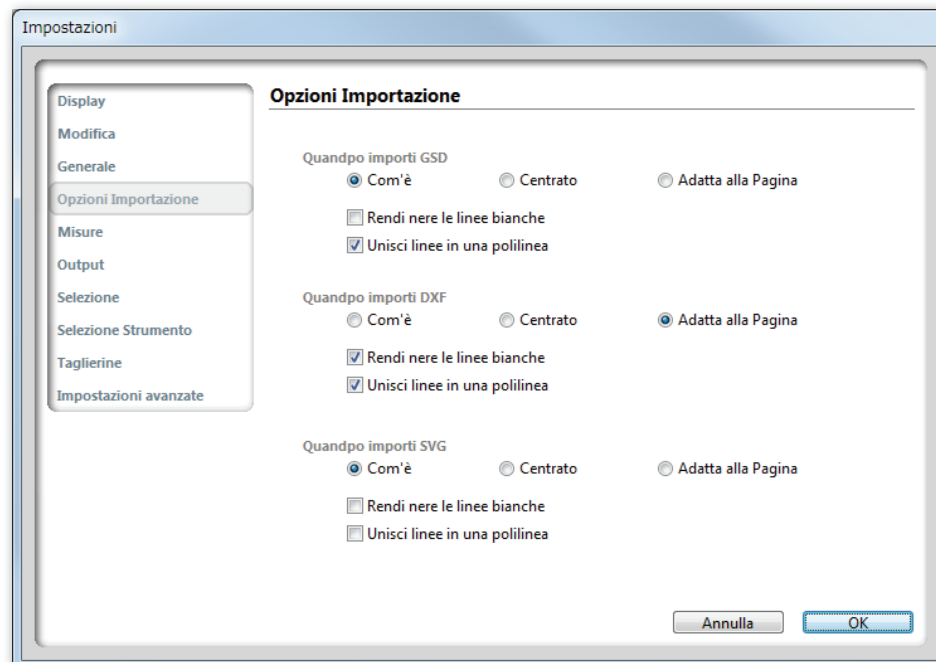 Impostazioni
Display
Modifica
Generale
Opzioni Importazione
Misure
Output
Selezione
Selezione Strumento
Taglierine
Impostazioni avanzate
Opzioni Importazione
Quandpo importi GSD
Com'è Centrato Adatta alla Pagina
Rendi nere le linee bianche
Unisci linee in una polilinea
Quandpo importi DXF
Com'è Centrato Adatta alla Pagina
Rendi nere le linee bianche
Unisci linee in una polilinea
Quandpo importi SVG
Com'è Centrato Adatta alla Pagina
Rendi nere le linee bianche
Unisci linee in una polilinea
Annulla OK